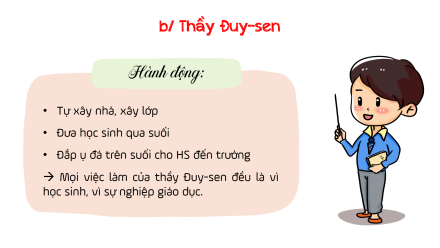 b/ Thầy Đuy-sen
Hành động:
• Tự xây nhà, xây lớp
• Đưa học sinh qua suối
• Đắp ụ đá trên suối cho HS đến trường
→ Mọi việc làm của thầy Đuy-sen đều là vì
học sinh, vì sự nghiệp giáo dục.